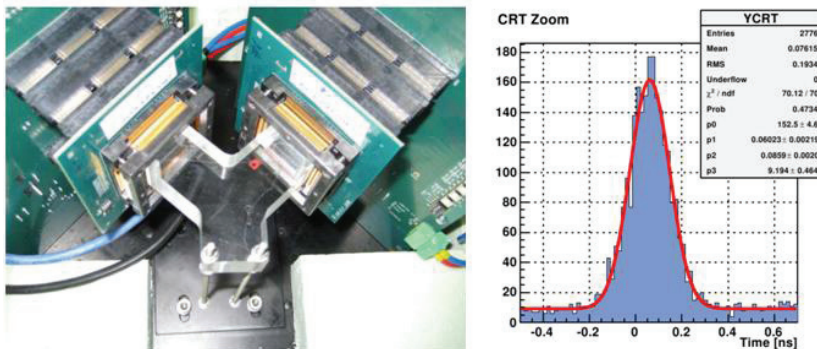 CRT Zoom
YCRT
Entries 2776
Mean 0.07615
RMS 0.1934
Underflow 0
χ² / ndf 70.12 / 70
Prob 0.4734
p0 152.5 ± 4.6
p1 0.06023 ± 0.00219
p2 0.0859 ± 0.0020
p3 9.194 ± 0.464
180
160
140
120
100
80
60
40
20
0
-0.4 -0.2 0 0.2 0.4 0.6
Time [ns]